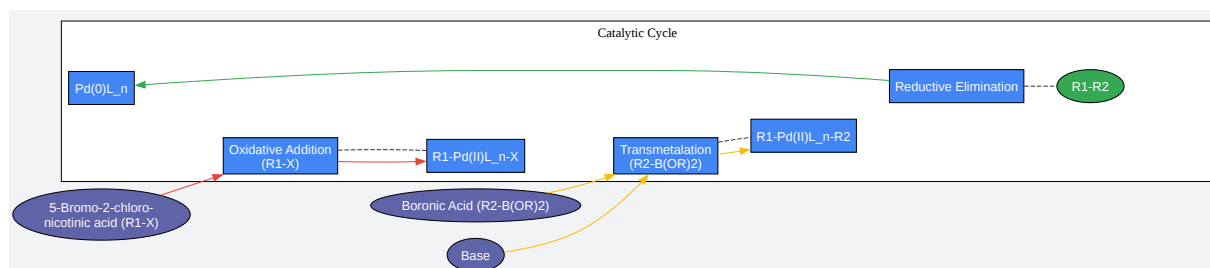 Catalytic Cycle
Pd(0)L_n
Reductive Elimination
R1-R2
Oxidative Addition
(R1-X)
R1-Pd(II)L_n-X
Transmetalation
(R2-B(OR)2)
R1-Pd(II)L_n-R2
5-Bromo-2-chloro-
nicotinic acid (R1-X)
Boronic Acid (R2-B(OR)2)
Base